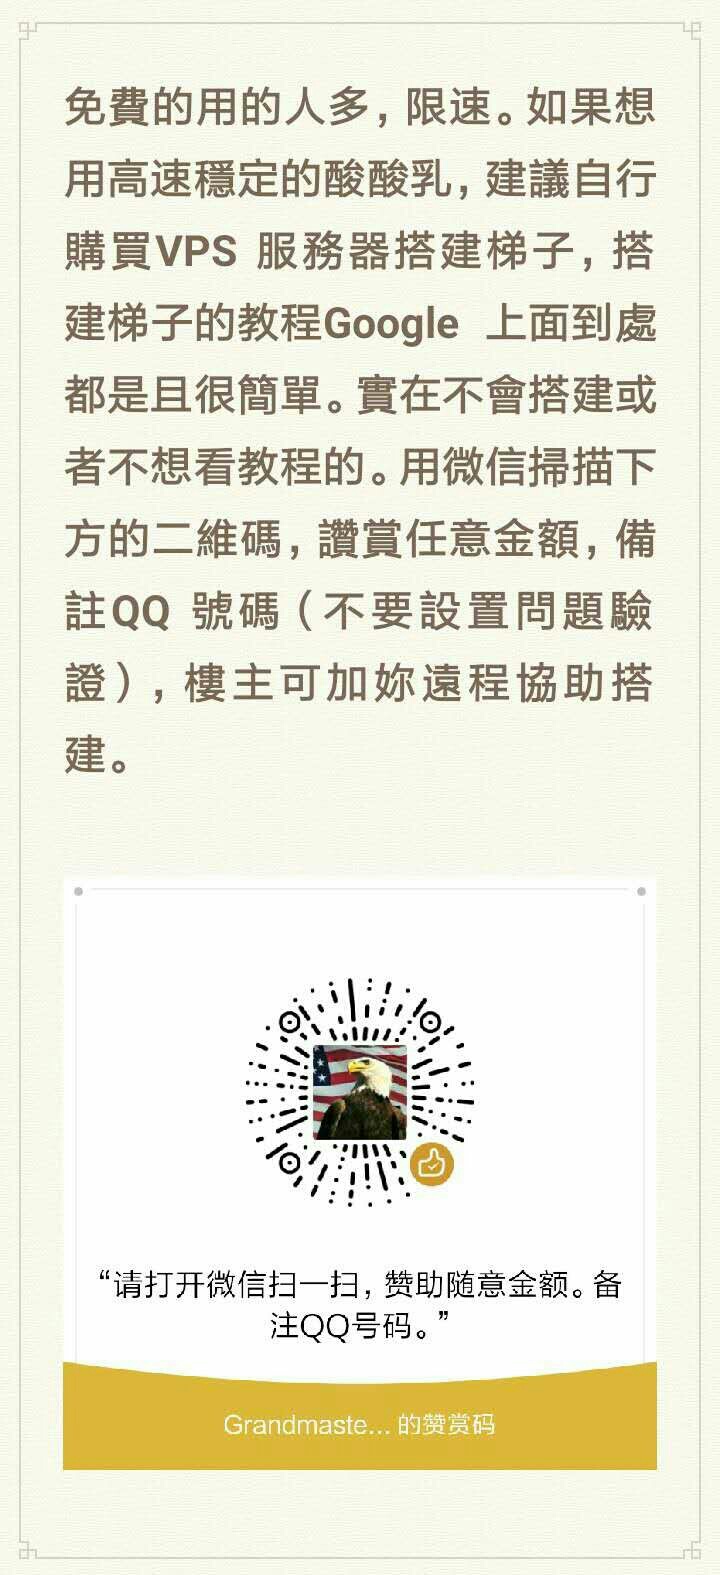 免費的用的人多，限速。如果想
用高速穩定的酸酸乳，建議自行
購買VPS 服務器搭建梯子，搭
建梯子的教程Google 上面到處
都是且很簡單。實在不會搭建或
者不想看教程的。用微信掃描下
方的二維碼，讚賞任意金額，備
註QQ 號碼（不要設置問題驗
證），樓主可加妳遠程協助搭
建。
“请打开微信扫一扫，赞助随意金额。备
注QQ号码。”
Grandmaste... 的赞赏码